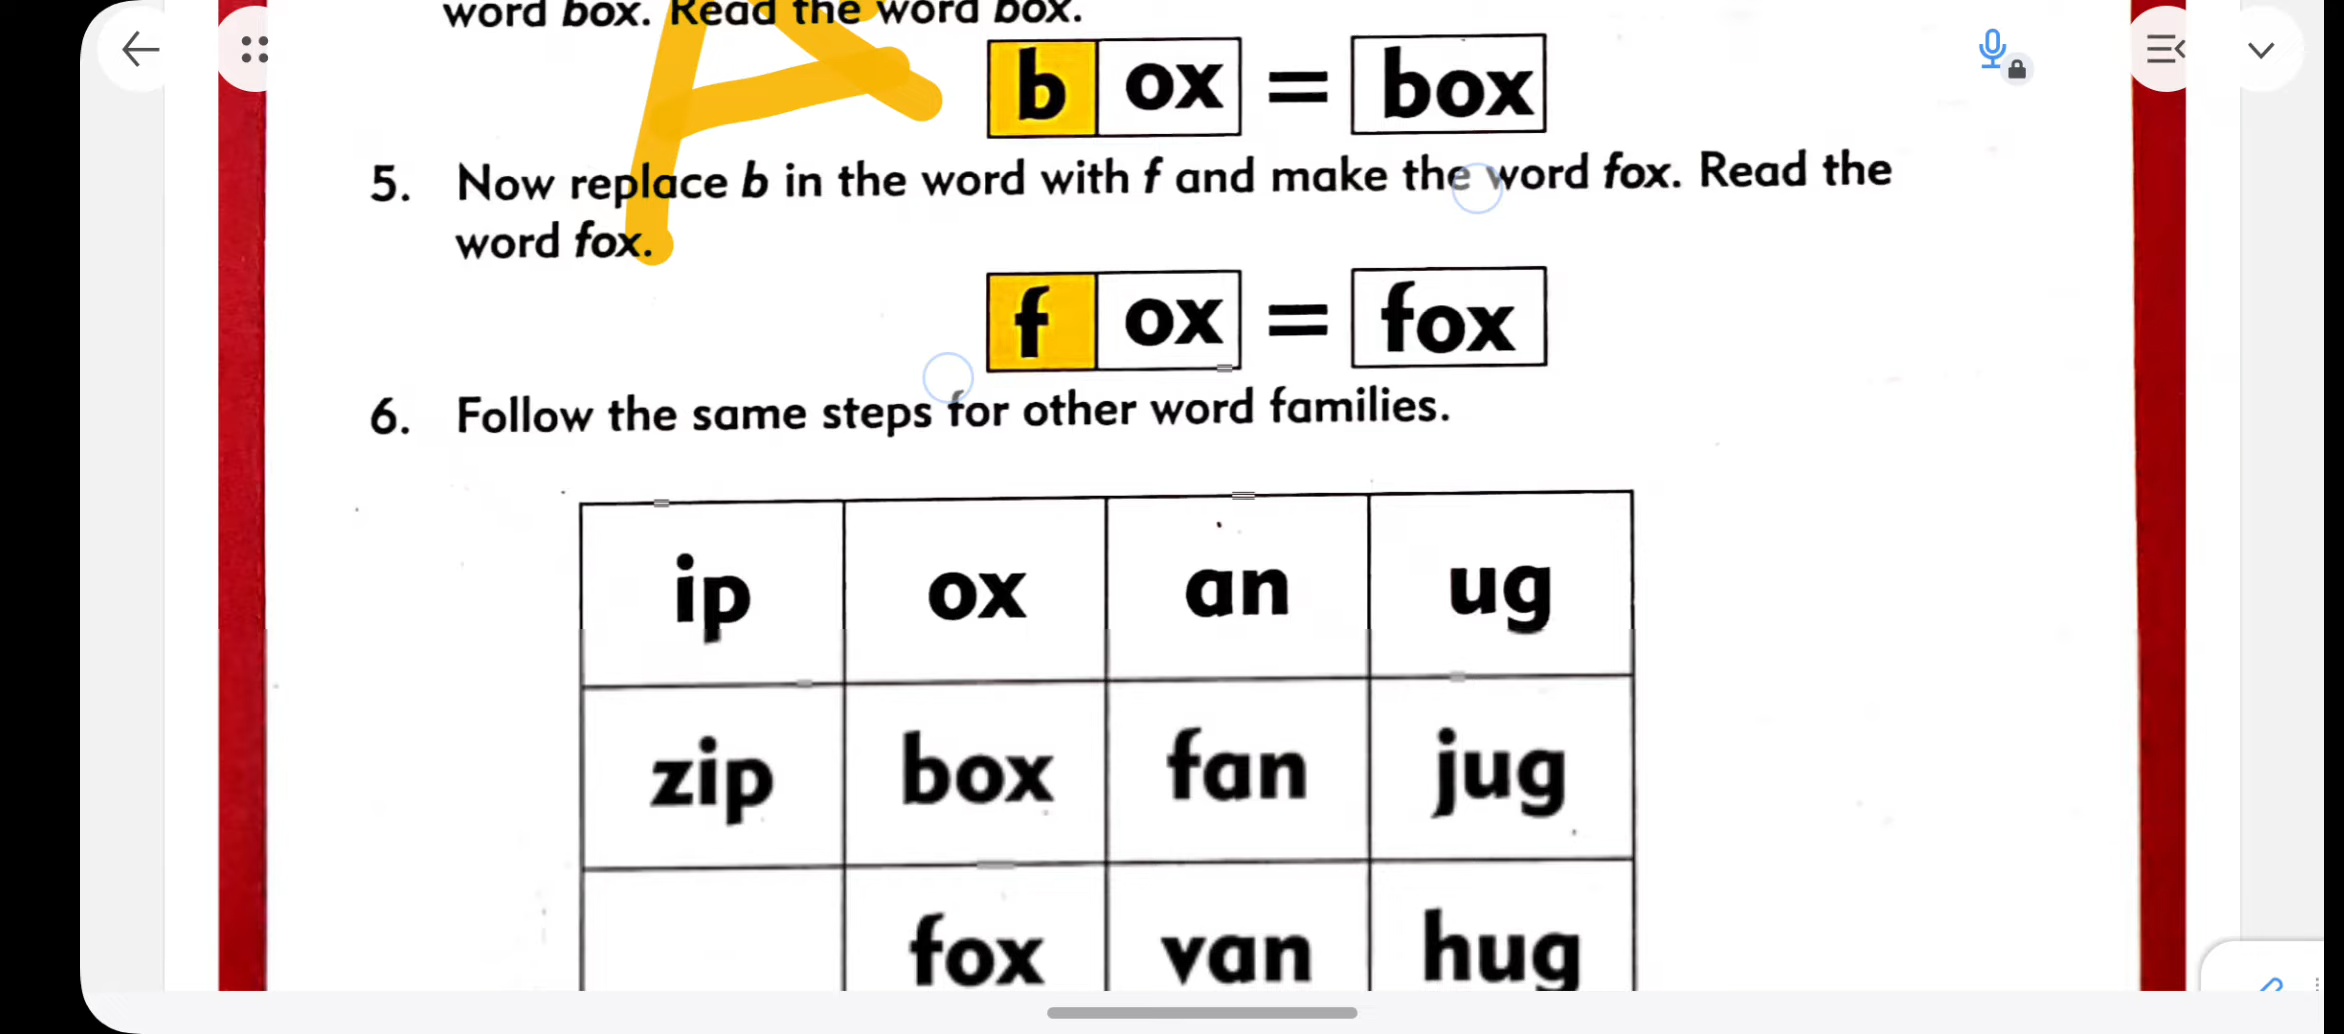 word box. Read the word box.
b ox = box
5. Now replace b in the word with f and make the word fox. Read the
word fox.
f ox = fox
6. Follow the same steps for other word families.
ip ox an ug
zip box fan jug
fox van hug